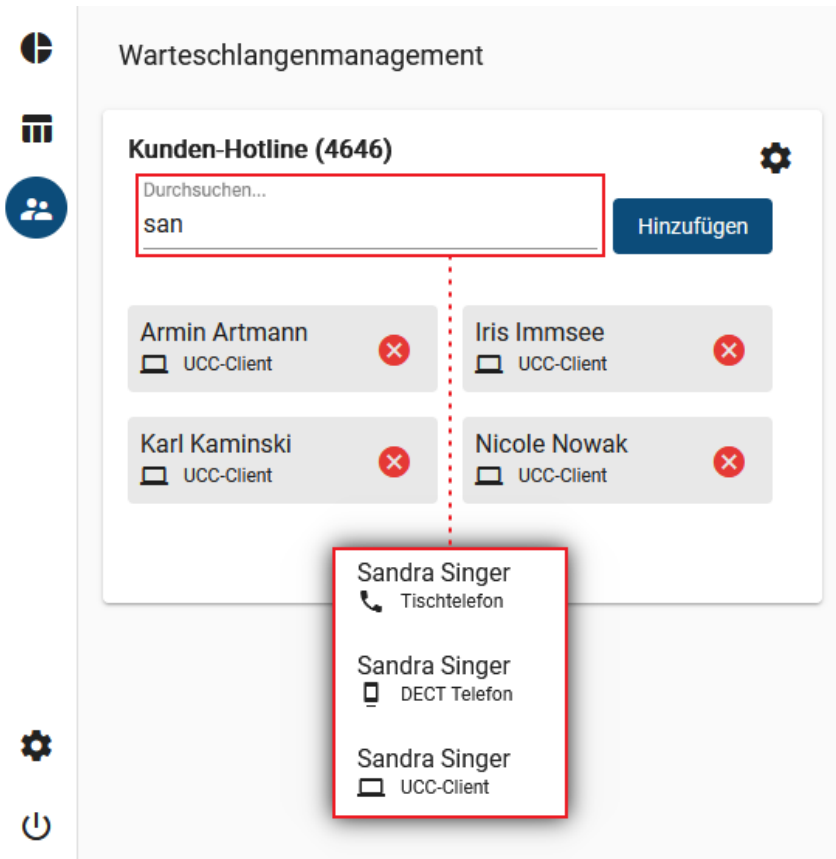 Warteschlangenmanagement
Kunden-Hotline (4646)
Durchsuchen...
san
Hinzufügen
Armin Artmann
UCC-Client
Iris Immsee
UCC-Client
Karl Kaminski
UCC-Client
Nicole Nowak
UCC-Client
Sandra Singer
Tischtelefon
Sandra Singer
DECT Telefon
Sandra Singer
UCC-Client